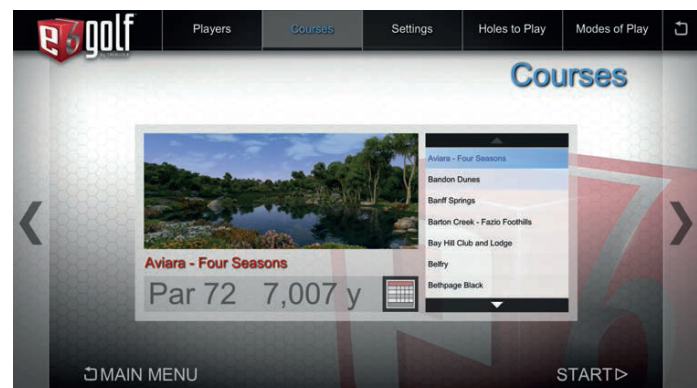 e6golf
BY TRUGOLF
Players
Courses
Settings
Holes to Play
Modes of Play
Courses
Aviara - Four Seasons
Bandon Dunes
Banff Springs
Barton Creek - Fazio Foothills
Bay Hill Club and Lodge
Belfry
Bethpage Black
Aviara - Four Seasons
Par 72 7,007 y
MAIN MENU
START